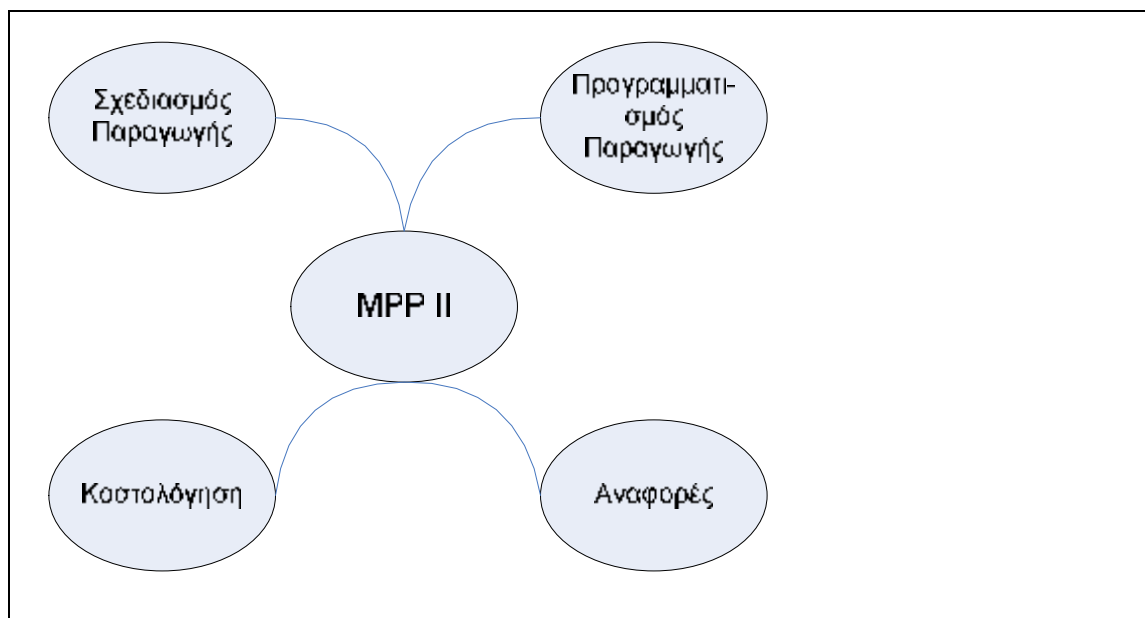 Σχεδιασμός
Παραγωγής
Προγραμματι-
σμός
Παραγωγής
MPP II
Κοστολόγηση
Αναφορές